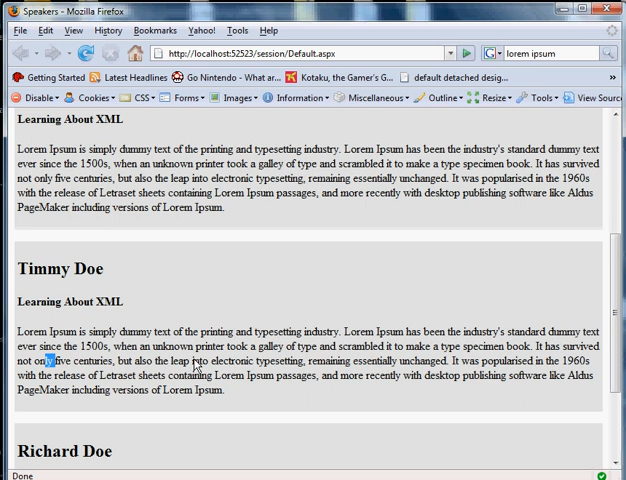 Speakers - Mozilla Firefox
File Edit View History Bookmarks Yahoo! Tools Help
http://localhost:52523/session/Default.aspx lorem ipsum
Getting Started Latest Headlines Go Nintendo - What ar... Kotaku, the Gamer's G... default detached desig... »
Disable Cookies CSS Forms Images Information Miscellaneous Outline Resize Tools View Source
Learning About XML
Lorem Ipsum is simply dummy text of the printing and typesetting industry. Lorem Ipsum has been the industry's standard dummy text
ever since the 1500s, when an unknown printer took a galley of type and scrambled it to make a type specimen book. It has survived
not only five centuries, but also the leap into electronic typesetting, remaining essentially unchanged. It was popularised in the 1960s
with the release of Letraset sheets containing Lorem Ipsum passages, and more recently with desktop publishing software like Aldus
PageMaker including versions of Lorem Ipsum.
Timmy Doe
Learning About XML
Lorem Ipsum is simply dummy text of the printing and typesetting industry. Lorem Ipsum has been the industry's standard dummy text
ever since the 1500s, when an unknown printer took a galley of type and scrambled it to make a type specimen book. It has survived
not only five centuries, but also the leap into electronic typesetting, remaining essentially unchanged. It was popularised in the 1960s
with the release of Letraset sheets containing Lorem Ipsum passages, and more recently with desktop publishing software like Aldus
PageMaker including versions of Lorem Ipsum.
Richard Doe
Done